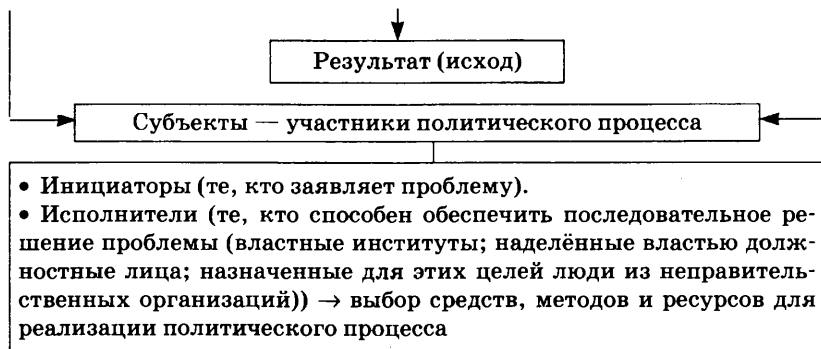 Результат (исход)
Субъекты — участники политического процесса
• Инициаторы (те, кто заявляет проблему).
• Исполнители (те, кто способен обеспечить последовательное ре-
шение проблемы (властные институты; наделённые властью долж-
ностные лица; назначенные для этих целей люди из неправитель-
ственных организаций)) → выбор средств, методов и ресурсов для
реализации политического процесса